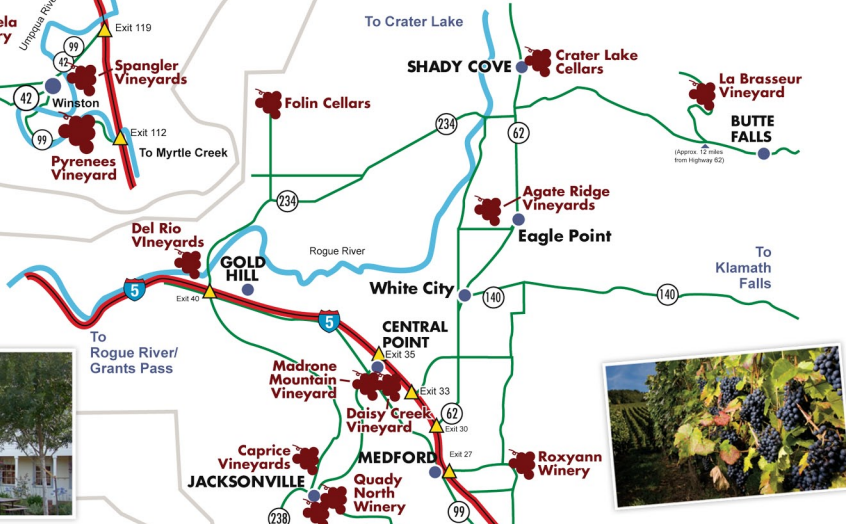 ela
ry
Umpqua Rive
99
42
42
99
Exit 119
Spangler
Vineyards
Winston
Exit 112
To Myrtle Creek
Pyrenees
Vineyard
To Crater Lake
SHADY COVE
Crater Lake
Cellars
La Brasseur
Vineyard
BUTTE
FALLS
(Approx. 12 miles
from Highway 62)
Folin Cellars
234
62
234
Agate Ridge
Vineyards
Eagle Point
Del Rio
VIneyards
GOLD
HILL
Rogue River
White City
140
140
To
Klamath
Falls
5
Exit 40
5
To
Rogue River/
Grants Pass
CENTRAL
POINT
Exit 35
Madrone
Mountain
Vineyard
Exit 33
Daisy Creek
Vineyard
62
Exit 30
Caprice
Vineyards
MEDFORD
Exit 27
Roxyann
Winery
JACKSONVILLE
Quady
North
Winery
238
99